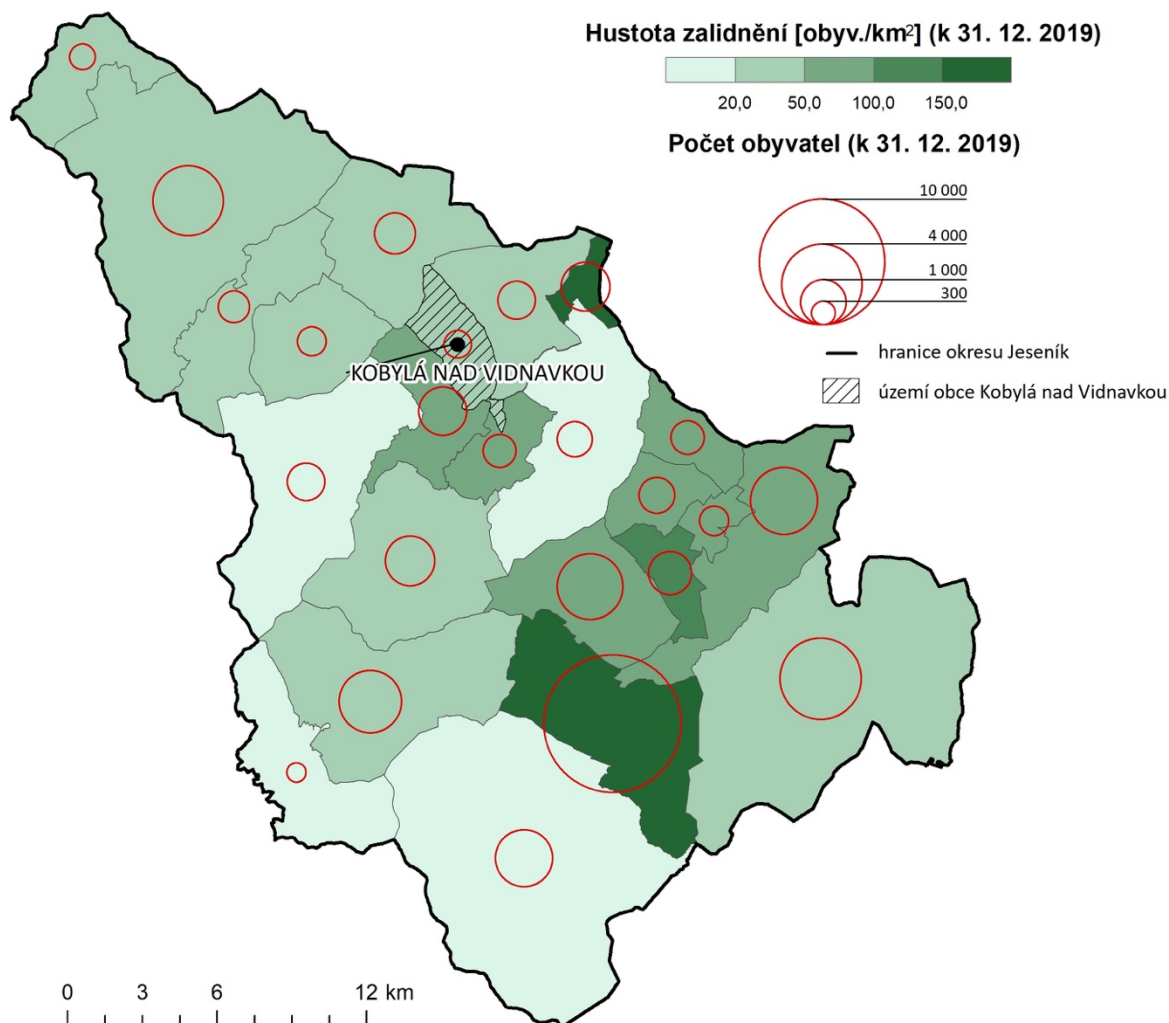 Hustota zalidnění [obyv./km²] (k 31. 12. 2019)
20,0 50,0 100,0 150,0
Počet obyvatel (k 31. 12. 2019)
10 000
4 000
1 000
300
hranice okresu Jeseník
území obce Kobylá nad Vidnavkou
KOBYLÁ NAD VIDNAVKOU
0 3 6 12 km